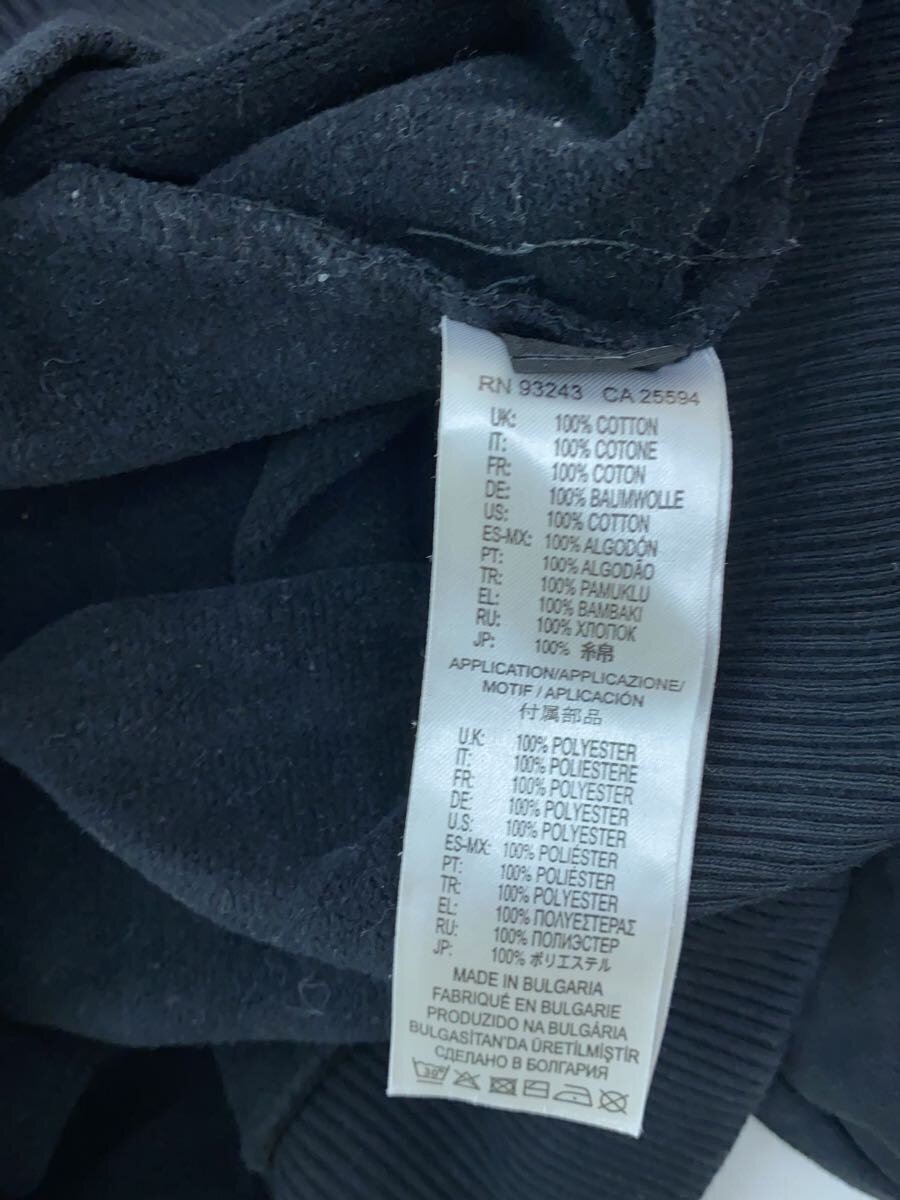 RN 93243 CA 25594
UK: 100% COTTON
IT: 100% COTONE
FR: 100% COTON
DE: 100% BAUMWOLLE
US: 100% COTTON
ES-MX: 100% ALGODÓN
PT: 100% ALGODÃO
TR: 100% PAMUKLU
EL: 100% BAMBAKI
RU: 100% ХЛОПОК
JP: 100% 綿
APPLICATION/APPLICAZIONE/
MOTIF / APLICACIÓN
付属部品
U.K: 100% POLYESTER
IT: 100% POLIESTERE
FR: 100% POLYESTER
DE: 100% POLYESTER
U.S: 100% POLYESTER
ES-MX: 100% POLIÉSTER
PT: 100% POLIÉSTER
TR: 100% POLYESTER
EL: 100% ΠΟΛΥΕΣΤΕΡΑΣ
RU: 100% ПОЛИЭСТЕР
JP: 100% ポリエステル
MADE IN BULGARIA
FABRIQUÉ EN BULGARIE
PRODUZIDO NA BULGÁRIA
BULGASİTAN'DA ÜRETİLMİŞTİR
СДЕЛАНО В БОЛГАРИЯ
30°